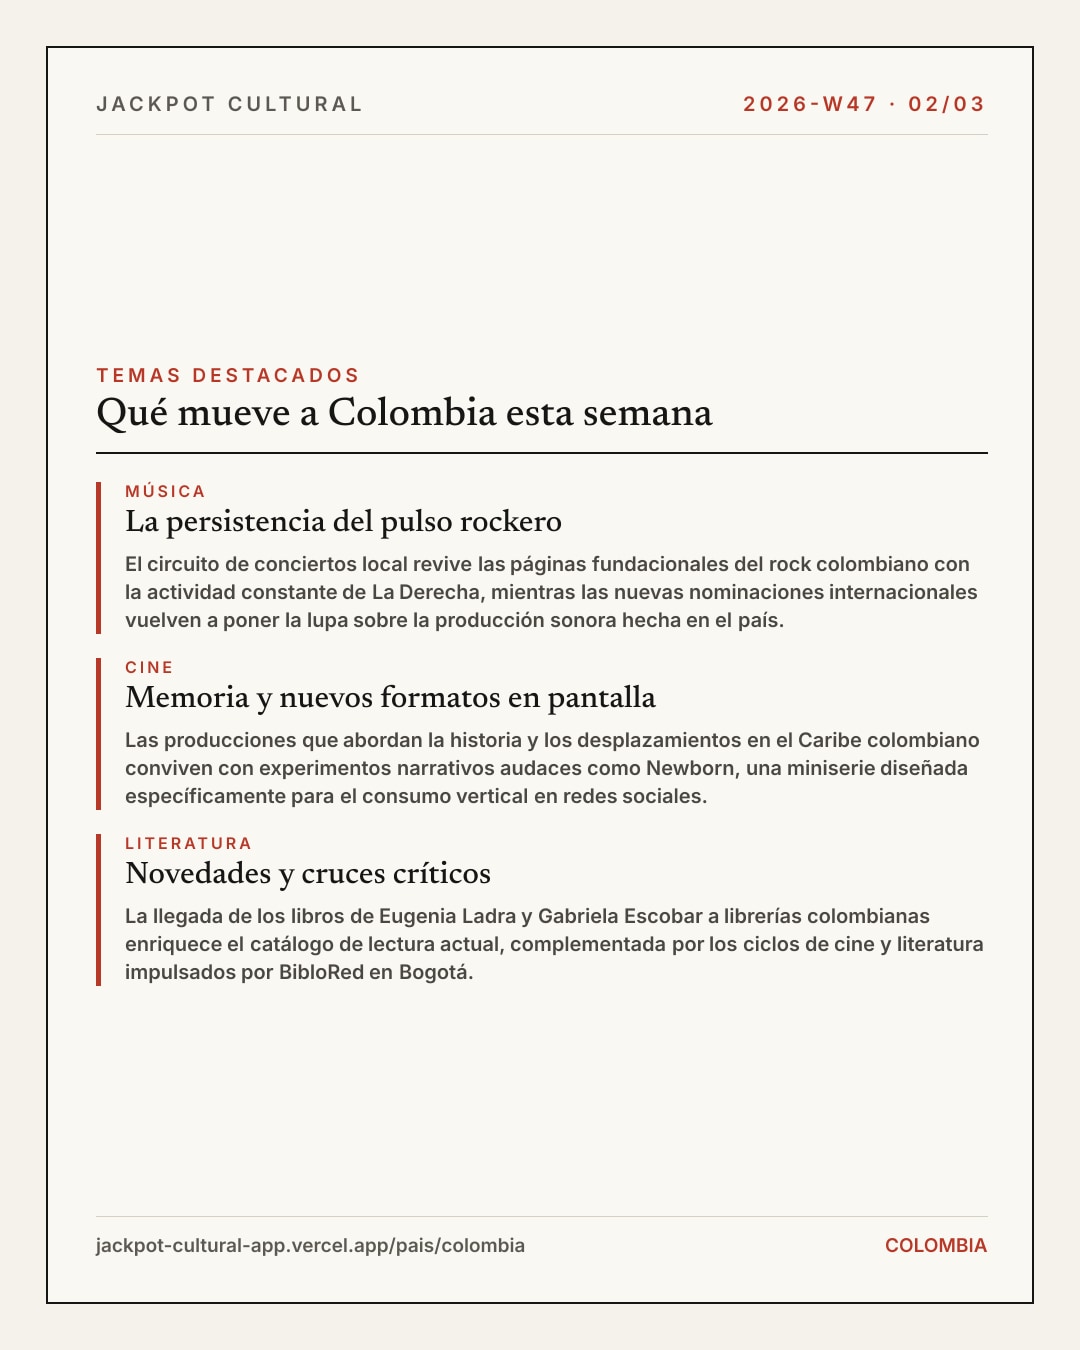 JACKPOT CULTURAL
2026-W47 · 02/03
TEMAS DESTACADOS
Qué mueve a Colombia esta semana
MÚSICA
La persistencia del pulso rockero
El circuito de conciertos local revive las páginas fundacionales del rock colombiano con
la actividad constante de La Derecha, mientras las nuevas nominaciones internacionales
vuelven a poner la lupa sobre la producción sonora hecha en el país.
CINE
Memoria y nuevos formatos en pantalla
Las producciones que abordan la historia y los desplazamientos en el Caribe colombiano
conviven con experimentos narrativos audaces como Newborn, una miniserie diseñada
específicamente para el consumo vertical en redes sociales.
LITERATURA
Novedades y cruces críticos
La llegada de los libros de Eugenia Ladra y Gabriela Escobar a librerías colombianas
enriquece el catálogo de lectura actual, complementada por los ciclos de cine y literatura
impulsados por BibloRed en Bogotá.
jackpot-cultural-app.vercel.app/pais/colombia
COLOMBIA